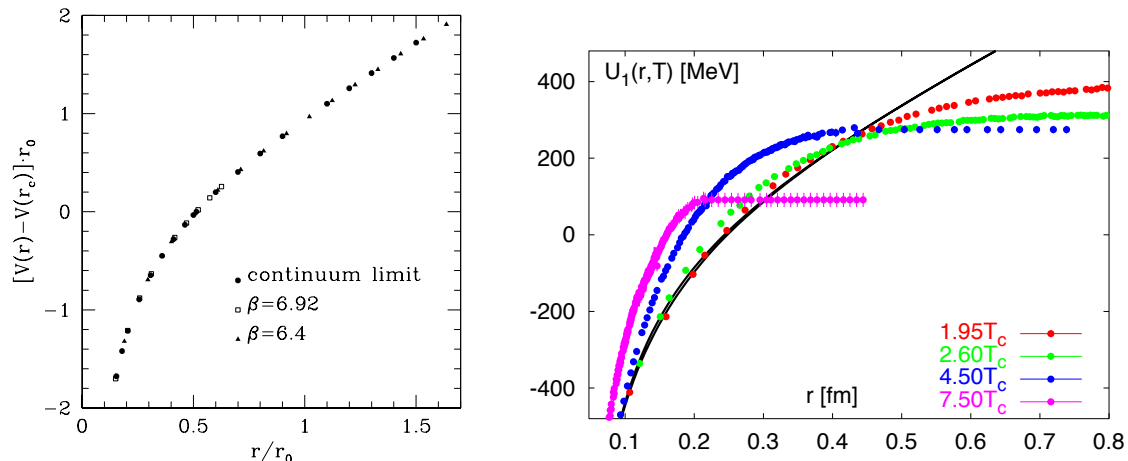 2
1
0
-1
-2
[V(r)−V(r_c)]·r_0
continuum limit
β=6.92
β=6.4
0
0.5
1
1.5
r/r_0
U_1(r,T) [MeV]
400
200
0
-200
-400
1.95T_c
2.60T_c
4.50T_c
7.50T_c
r [fm]
0.1
0.2
0.3
0.4
0.5
0.6
0.7
0.8